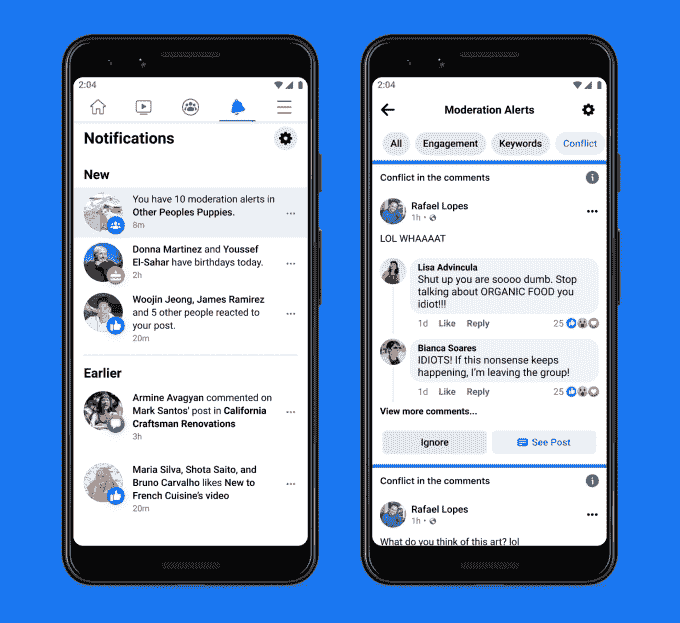 2:04
Notifications
New
You have 10 moderation alerts in
Other Peoples Puppies.
8m
Donna Martinez and Youssef
El-Sahar have birthdays today.
2h
Woojin Jeong, James Ramirez
and 5 other people reacted to
your post.
20m
Earlier
Armine Avagyan commented on
Mark Santos' post in California
Craftsman Renovations
3h
Maria Silva, Shota Saito, and
Bruno Carvalho likes New to
French Cuisine's video
20m
2:04
Moderation Alerts
All
Engagement
Keywords
Conflict
Conflict in the comments
Rafael Lopes
1h
LOL WHAAAAT
Lisa Advincula
Shut up you are soooo dumb. Stop
talking about ORGANIC FOOD you
idiot!!!
1d Like Reply 25
Bianca Soares
IDIOTS! If this nonsense keeps
happening, I'm leaving the group!
1d Like Reply 25
View more comments...
Ignore
See Post
Conflict in the comments
Rafael Lopes
1h
What do you think of this art? lol